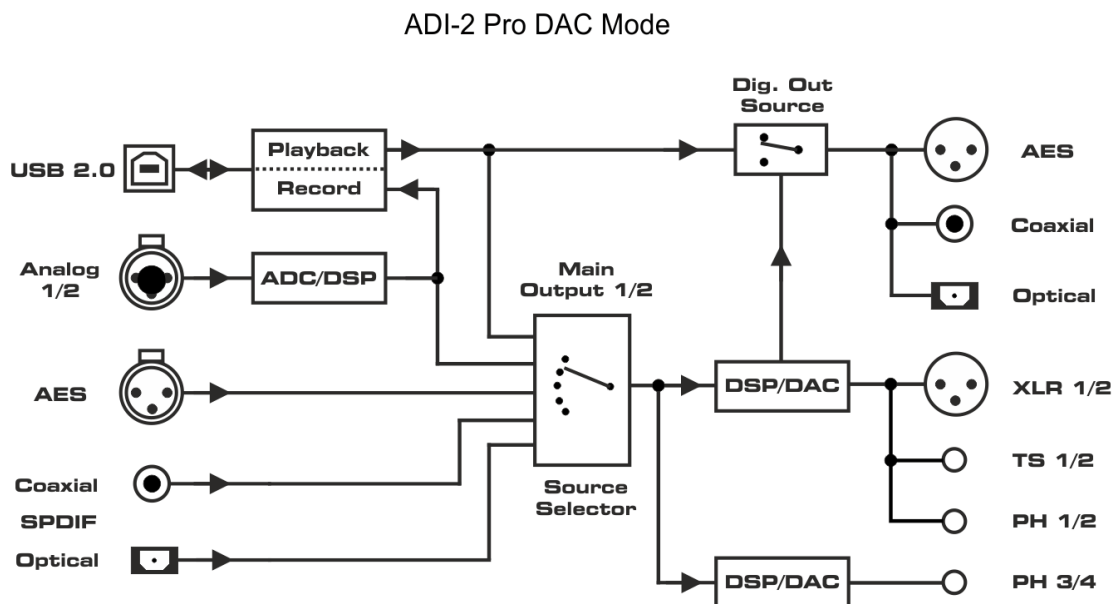 ADI-2 Pro DAC Mode
Dig. Out
Source
USB 2.0
Playback
Record
AES
Coaxial
Analog
1/2
ADC/DSP
Main
Output 1/2
Optical
AES
DSP/DAC
XLR 1/2
TS 1/2
Coaxial
SPDIF
Optical
Source
Selector
PH 1/2
DSP/DAC
PH 3/4